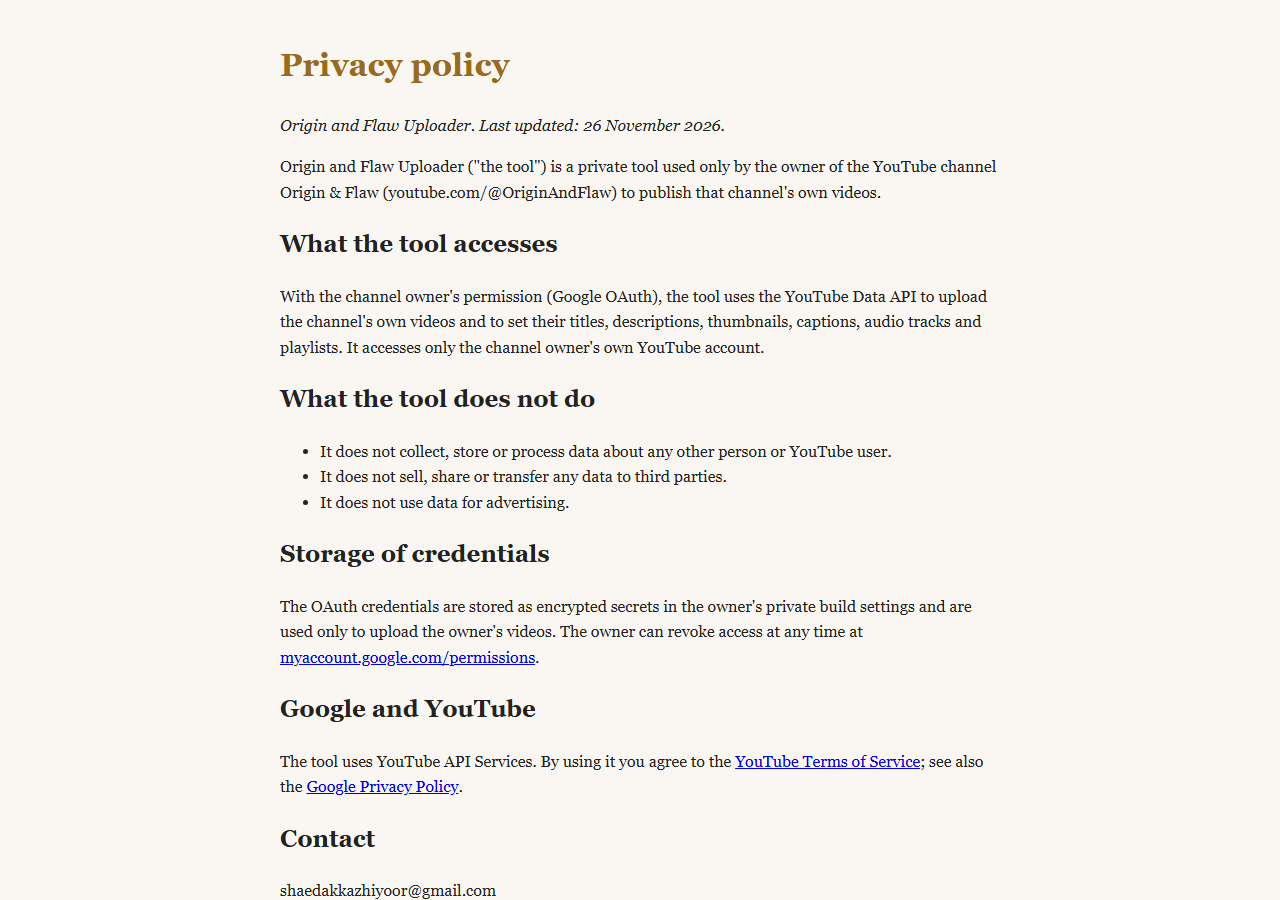 Privacy policy
Origin and Flaw Uploader. Last updated: 26 November 2026.
Origin and Flaw Uploader ("the tool") is a private tool used only by the owner of the YouTube channel
Origin & Flaw (youtube.com/@OriginAndFlaw) to publish that channel's own videos.
What the tool accesses
With the channel owner's permission (Google OAuth), the tool uses the YouTube Data API to upload
the channel's own videos and to set their titles, descriptions, thumbnails, captions, audio tracks and
playlists. It accesses only the channel owner's own YouTube account.
What the tool does not do
• It does not collect, store or process data about any other person or YouTube user.
• It does not sell, share or transfer any data to third parties.
• It does not use data for advertising.
Storage of credentials
The OAuth credentials are stored as encrypted secrets in the owner's private build settings and are
used only to upload the owner's videos. The owner can revoke access at any time at
myaccount.google.com/permissions.
Google and YouTube
The tool uses YouTube API Services. By using it you agree to the YouTube Terms of Service; see also
the Google Privacy Policy.
Contact
shaedakkazhiyoor@gmail.com